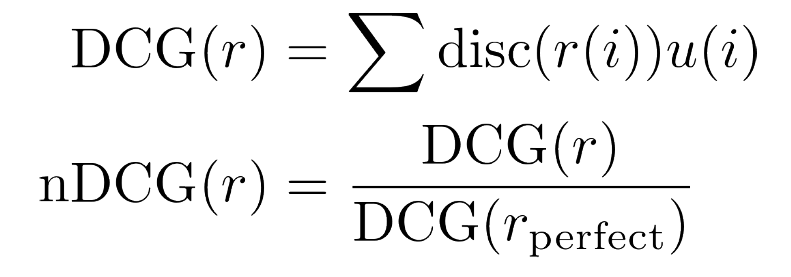 DCG(r) = ∑ disc(r(i))u(i)
nDCG(r) = DCG(r) / DCG(r_perfect)